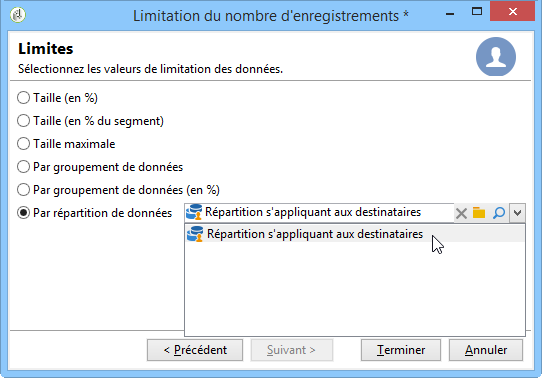 Limitation du nombre d'enregistrements *
Limites
Sélectionnez les valeurs de limitation des données.
Taille (en %)
Taille (en % du segment)
Taille maximale
Par groupement de données
Par groupement de données (en %)
Par répartition de données
Répartition s'appliquant aux destinataires
Répartition s'appliquant aux destinataires
< Précédent
Suivant >
Terminer
Annuler